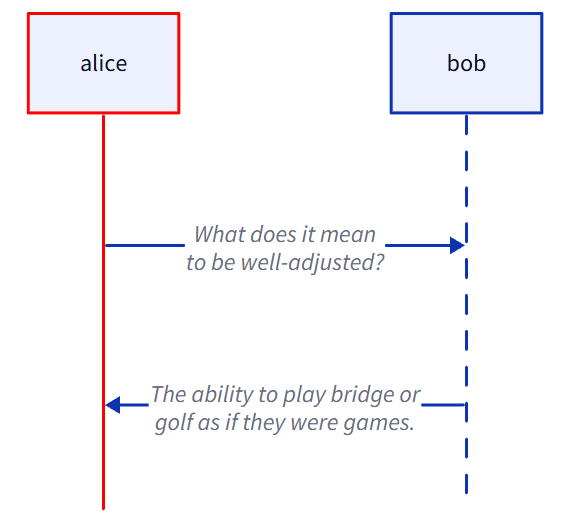 alice
bob
What does it mean
to be well-adjusted?
The ability to play bridge or
golf as if they were games.